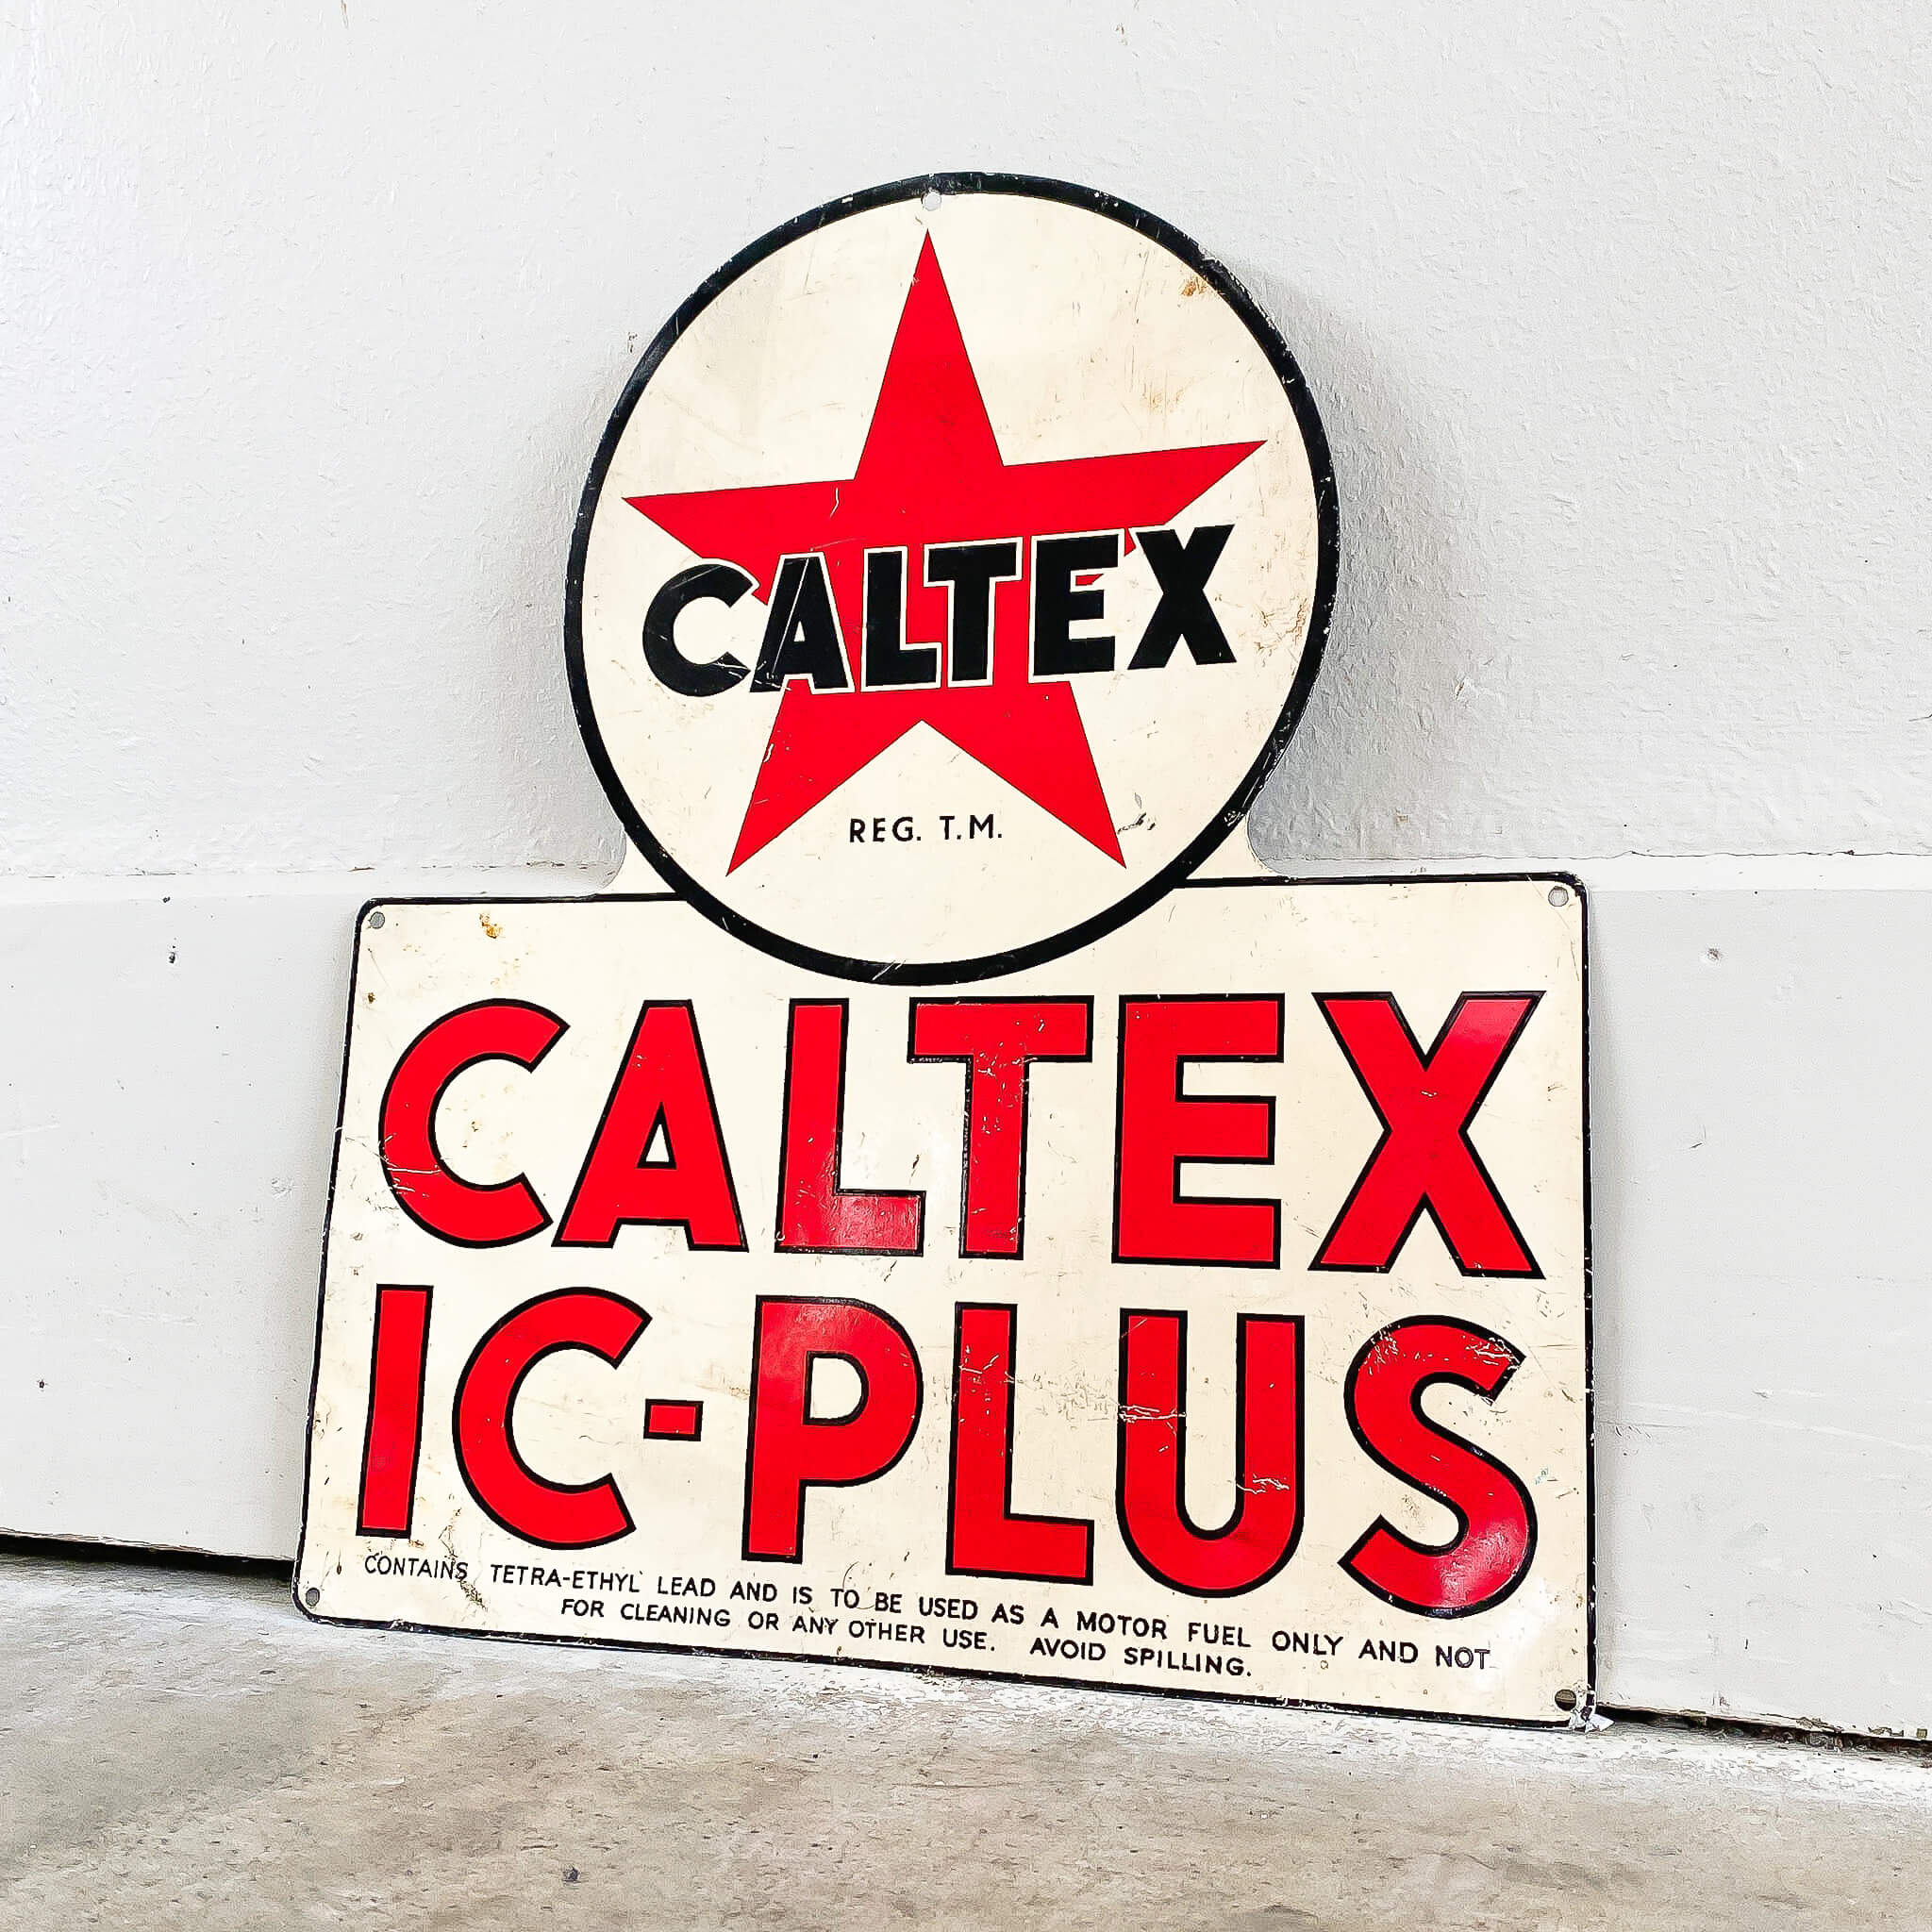 CALTEX
REG. T.M.
CALTEX
IC-PLUS
CONTAINS TETRA-ETHYL LEAD AND IS TO BE USED AS A MOTOR FUEL ONLY AND NOT
FOR CLEANING OR ANY OTHER USE. AVOID SPILLING.